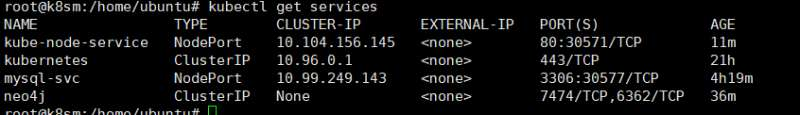 root@k8sm:/home/ubuntu# kubectl get services
NAME TYPE CLUSTER-IP EXTERNAL-IP PORT(S) AGE
kube-node-service NodePort 10.104.156.145 <none> 80:30571/TCP 11m
kubernetes ClusterIP 10.96.0.1 <none> 443/TCP 21h
mysql-svc NodePort 10.99.249.143 <none> 3306:30577/TCP 4h19m
neo4j ClusterIP None <none> 7474/TCP,6362/TCP 36m
root@k8sm:/home/ubuntu#